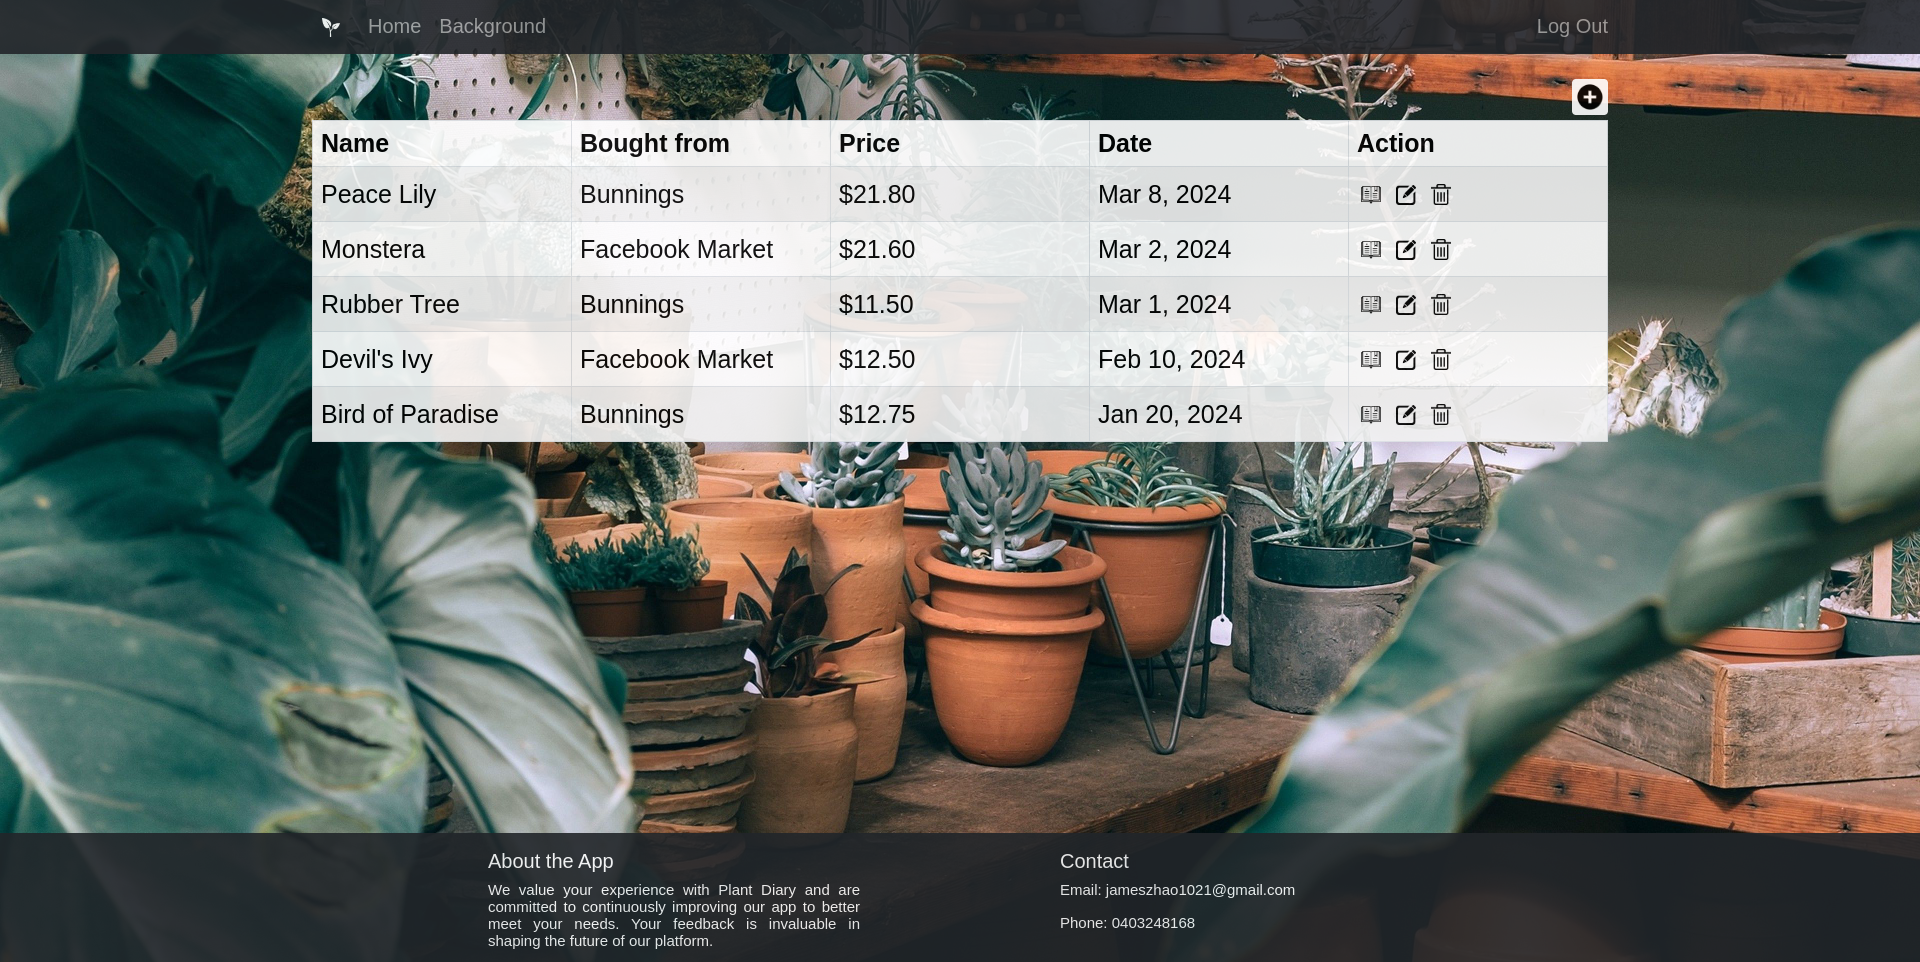 Home Background Log Out
Name Bought from Price Date Action
Peace Lily Bunnings $21.80 Mar 8, 2024
Monstera Facebook Market $21.60 Mar 2, 2024
Rubber Tree Bunnings $11.50 Mar 1, 2024
Devil's Ivy Facebook Market $12.50 Feb 10, 2024
Bird of Paradise Bunnings $12.75 Jan 20, 2024
About the App
We value your experience with Plant Diary and are
committed to continuously improving our app to better
meet your needs. Your feedback is invaluable in
shaping the future of our platform.
Contact
Email: jameszhao1021@gmail.com
Phone: 0403248168